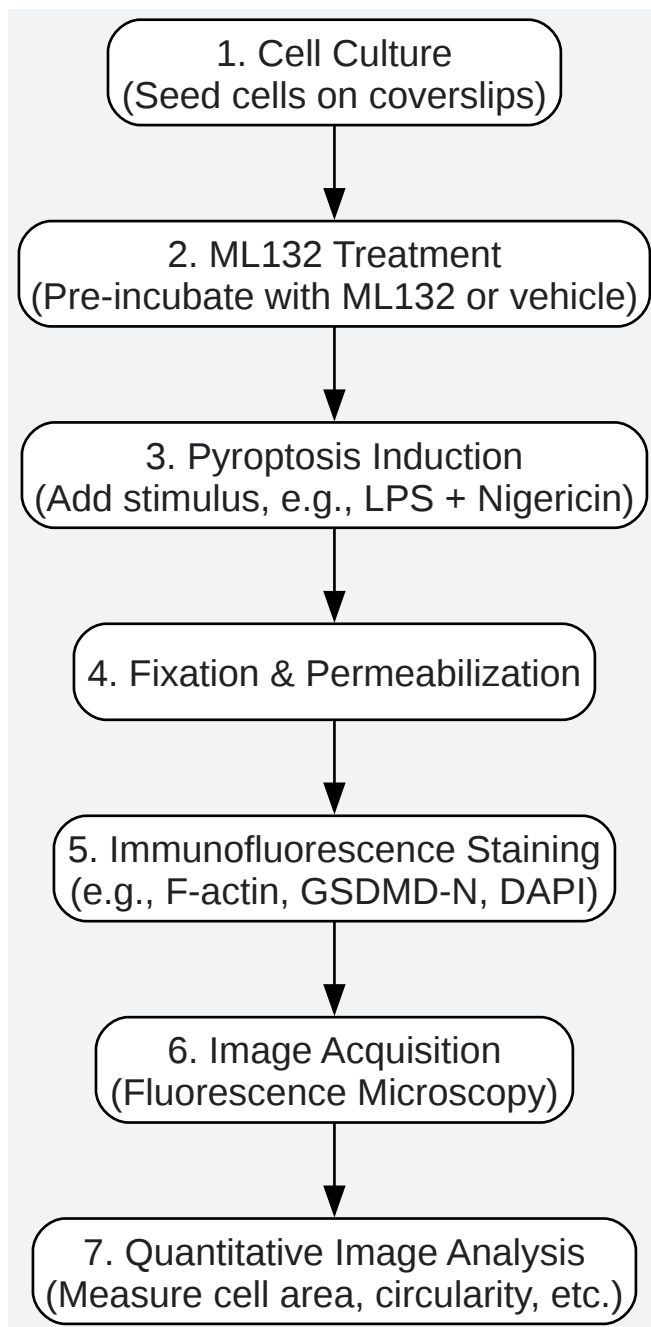 1. Cell Culture
(Seed cells on coverslips)
2. ML132 Treatment
(Pre-incubate with ML132 or vehicle)
3. Pyroptosis Induction
(Add stimulus, e.g., LPS + Nigericin)
4. Fixation & Permeabilization
5. Immunofluorescence Staining
(e.g., F-actin, GSDMD-N, DAPI)
6. Image Acquisition
(Fluorescence Microscopy)
7. Quantitative Image Analysis
(Measure cell area, circularity, etc.)